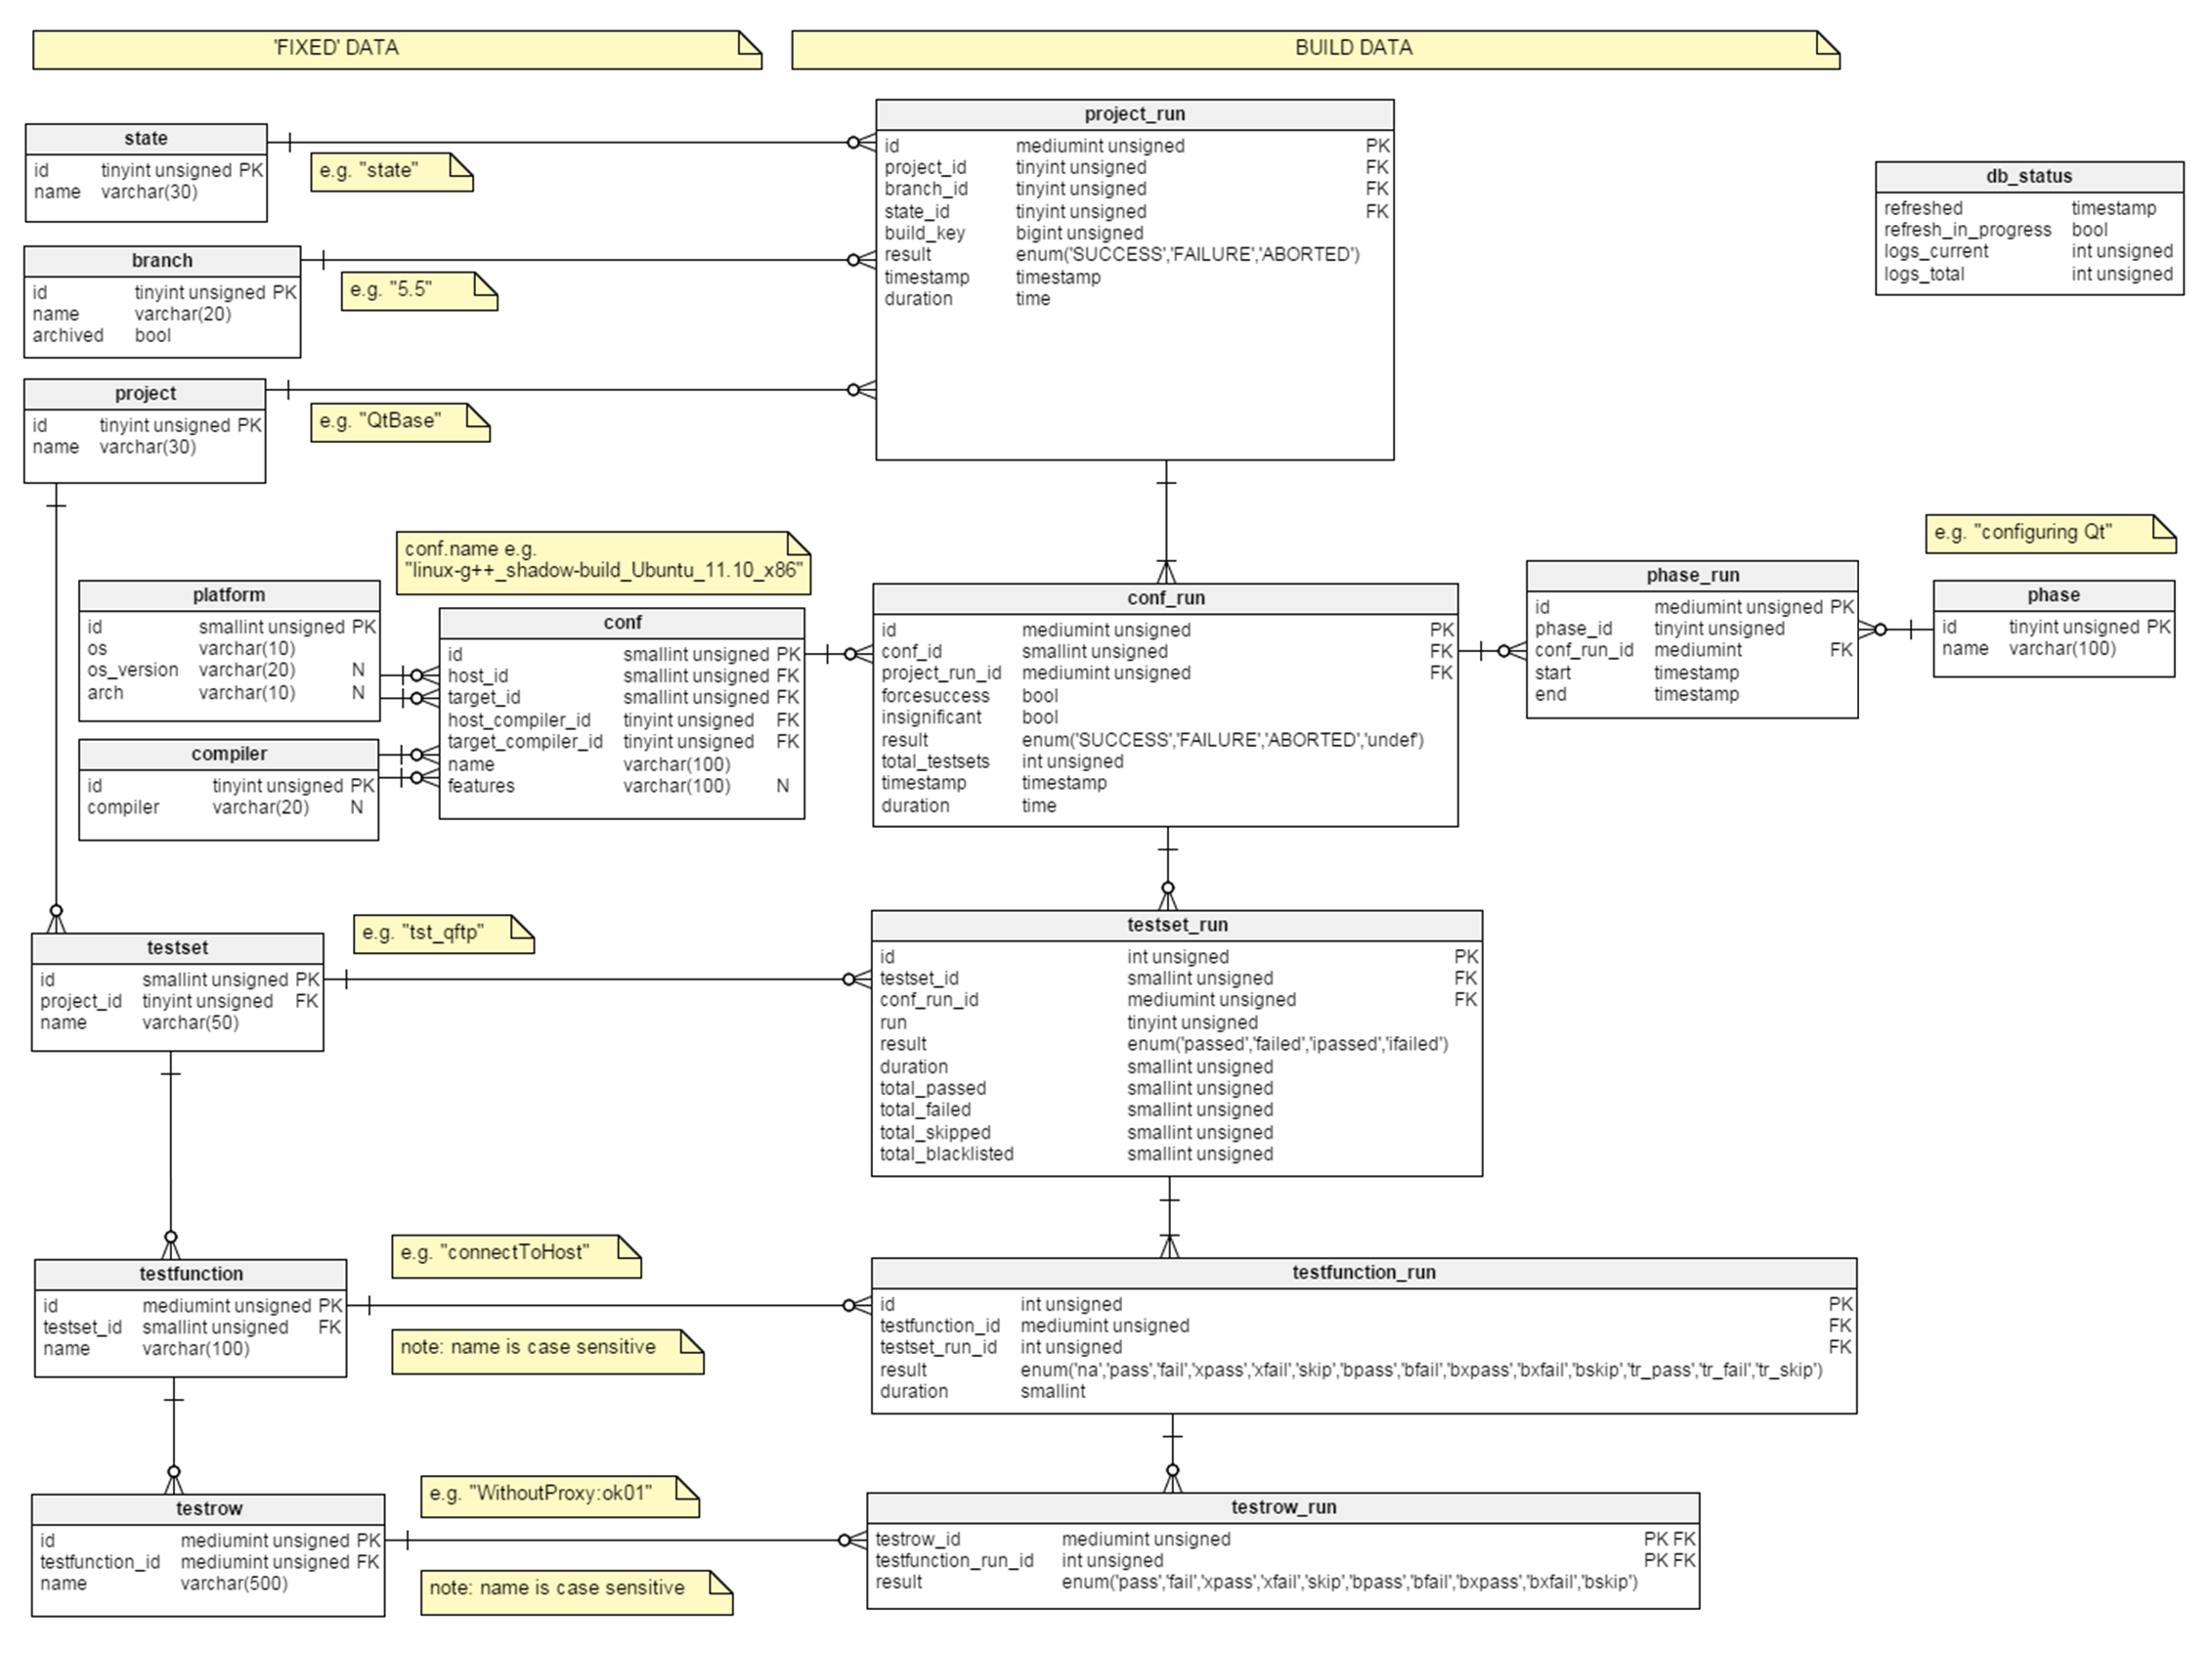 'FIXED' DATA
BUILD DATA
state
id tinyint unsigned PK
name varchar(30)
e.g. "state"
branch
id tinyint unsigned PK
name varchar(20)
archived bool
e.g. "5.5"
project
id tinyint unsigned PK
name varchar(30)
e.g. "QtBase"
project_run
id mediumint unsigned PK
project_id tinyint unsigned FK
branch_id tinyint unsigned FK
state_id tinyint unsigned FK
build_key bigint unsigned
result enum('SUCCESS','FAILURE','ABORTED')
timestamp timestamp
duration time
db_status
refreshed timestamp
refresh_in_progress bool
logs_current int unsigned
logs_total int unsigned
conf.name e.g.
"linux-g++_shadow-build_Ubuntu_11.10_x86"
platform
id smallint unsigned PK
os varchar(10)
os_version varchar(20) N
arch varchar(10) N
compiler
id tinyint unsigned PK
compiler varchar(20) N
conf
id smallint unsigned PK
host_id smallint unsigned FK
target_id smallint unsigned FK
host_compiler_id tinyint unsigned FK
target_compiler_id tinyint unsigned FK
name varchar(100)
features varchar(100) N
conf_run
id mediumint unsigned PK
conf_id smallint unsigned FK
project_run_id mediumint unsigned FK
forcesuccess bool
insignificant bool
result enum('SUCCESS','FAILURE','ABORTED','undef')
total_testsets int unsigned
timestamp timestamp
duration time
phase_run
id mediumint unsigned PK
phase_id tinyint unsigned
conf_run_id mediumint FK
start timestamp
end timestamp
e.g. "configuring Qt"
phase
id tinyint unsigned PK
name varchar(100)
testset
id smallint unsigned PK
project_id tinyint unsigned FK
name varchar(50)
e.g. "tst_qftp"
testset_run
id int unsigned PK
testset_id smallint unsigned FK
conf_run_id mediumint unsigned FK
run tinyint unsigned
result enum('passed','failed','ipassed','ifailed')
duration smallint unsigned
total_passed smallint unsigned
total_failed smallint unsigned
total_skipped smallint unsigned
total_blacklisted smallint unsigned
testfunction
id mediumint unsigned PK
testset_id smallint unsigned FK
name varchar(100)
e.g. "connectToHost"
note: name is case sensitive
testfunction_run
id int unsigned PK
testfunction_id mediumint unsigned FK
testset_run_id int unsigned FK
result enum('na','pass','fail','xpass','xfail','skip','bpass','bfail','bxpass','bxfail','bskip','tr_pass','tr_fail','tr_skip')
duration smallint
testrow
id mediumint unsigned PK
testfunction_id mediumint unsigned FK
name varchar(500)
e.g. "WithoutProxy:ok01"
note: name is case sensitive
testrow_run
testrow_id mediumint unsigned PK FK
testfunction_run_id int unsigned PK FK
result enum('pass','fail','xpass','xfail','skip','bpass','bfail','bxpass','bxfail','bskip')